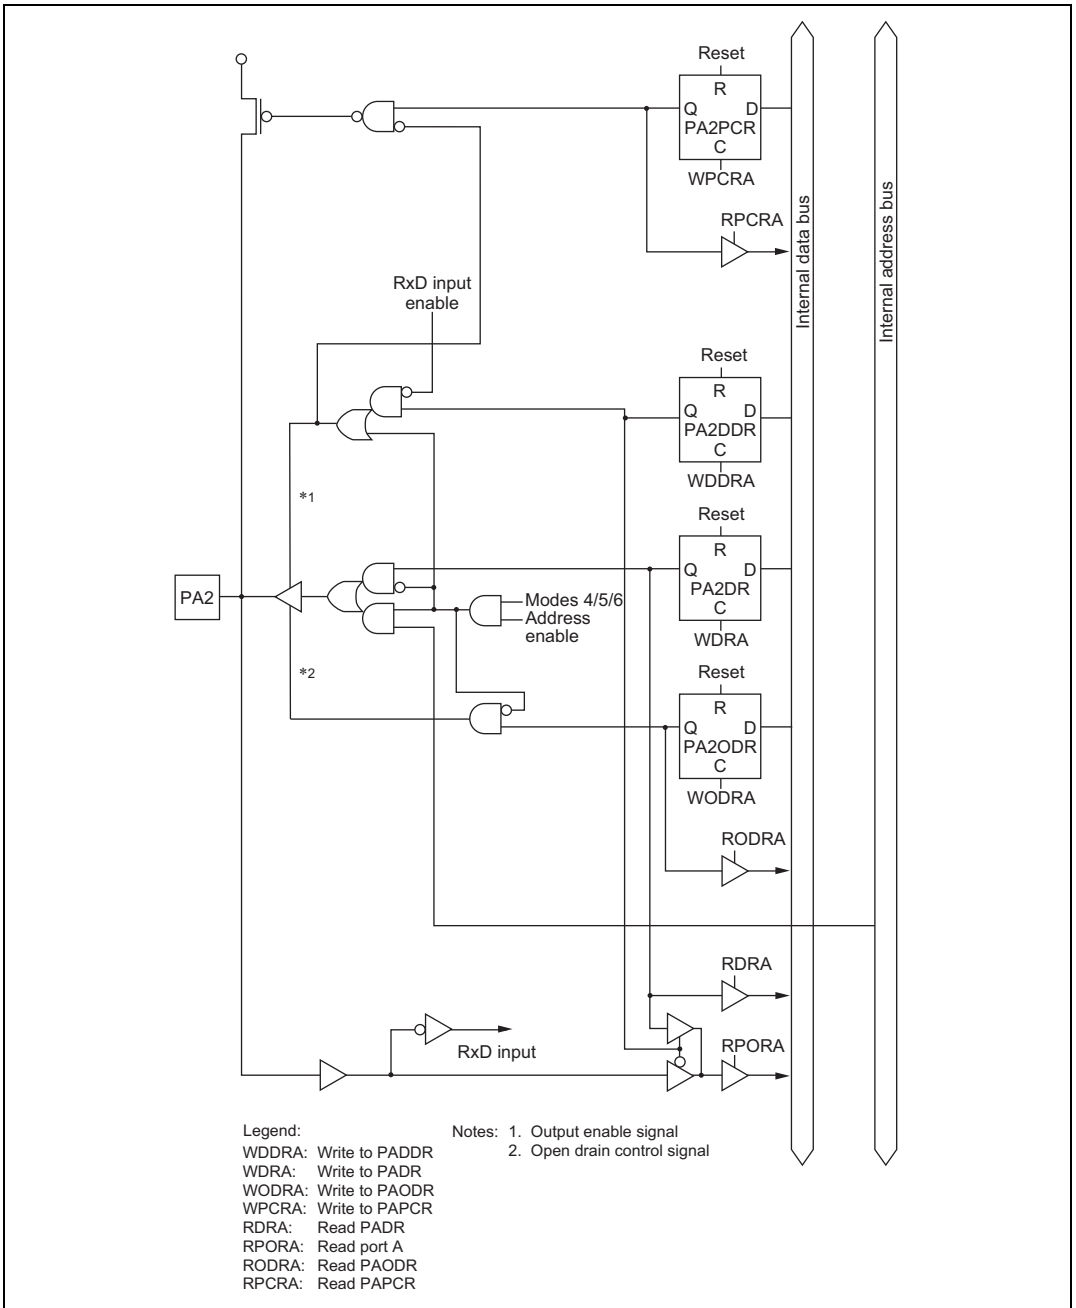 Reset
R
Q D
PA2PCR
C
WPCRA
RPCRA
Internal data bus
Internal address bus
RxD input
enable
Reset
R
Q D
PA2DDR
C
WDDRA
*1
Reset
R
Q D
PA2DR
C
WDRA
PA2
Modes 4/5/6
Address
enable
*2
Reset
R
Q D
PA2ODR
C
WODRA
RODRA
RDRA
RxD input
RPORA
Legend:
WDDRA: Write to PADDR
WDRA: Write to PADR
WODRA: Write to PAODR
WPCRA: Write to PAPCR
RDRA: Read PADR
RPORA: Read port A
RODRA: Read PAODR
RPCRA: Read PAPCR
Notes: 1. Output enable signal
2. Open drain control signal